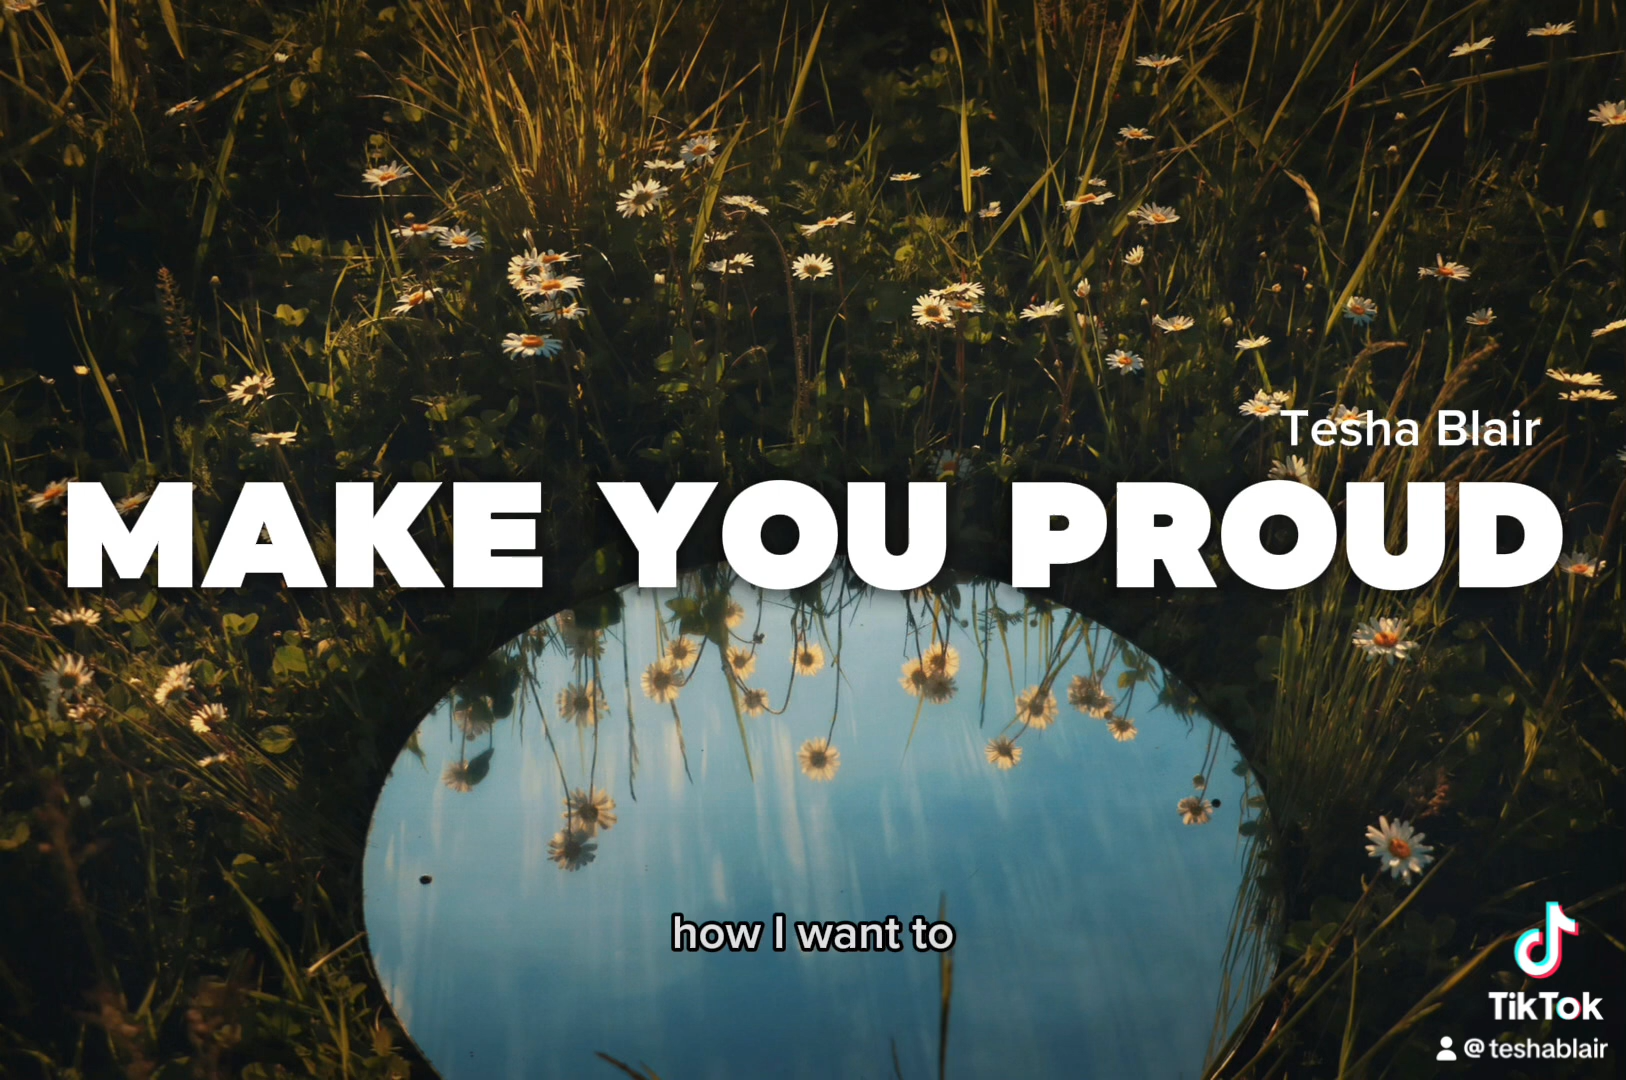 Tesha Blair
MAKE YOU PROUD
how I want to
TikTok
@teshablair